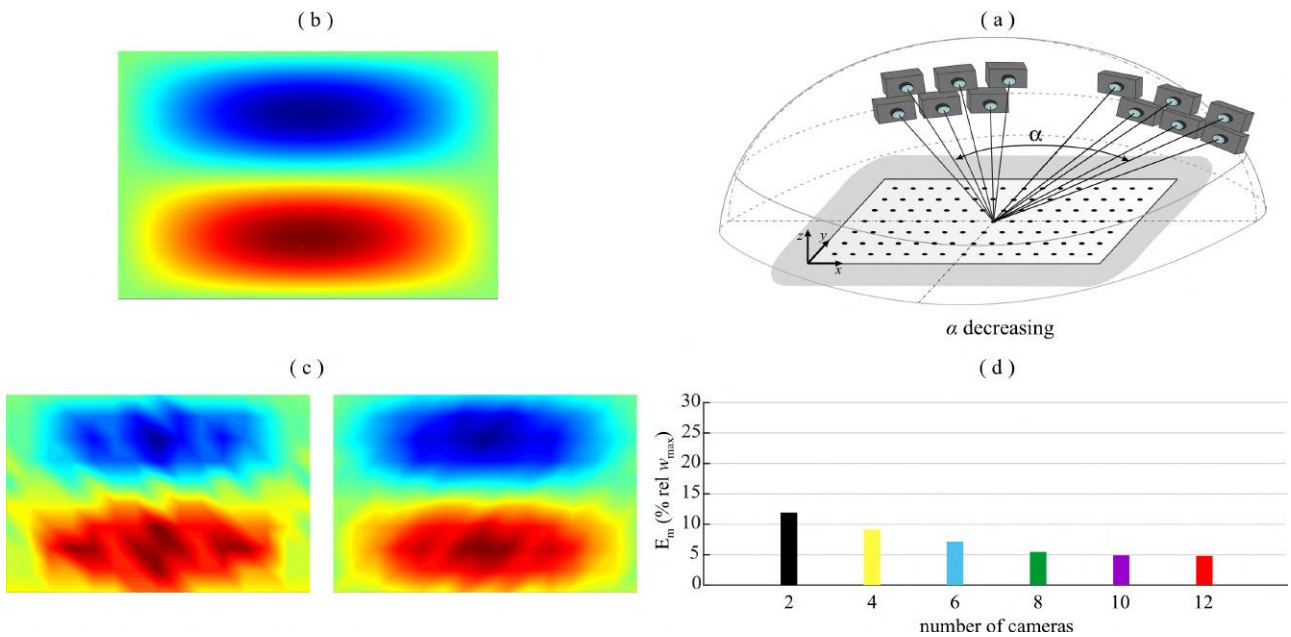 ( b )
( a )
α
z
y
x
α decreasing
( c )
( d )
30
25
20
15
10
5
0
E_m (% rel w_max)
2 4 6 8 10 12
number of cameras